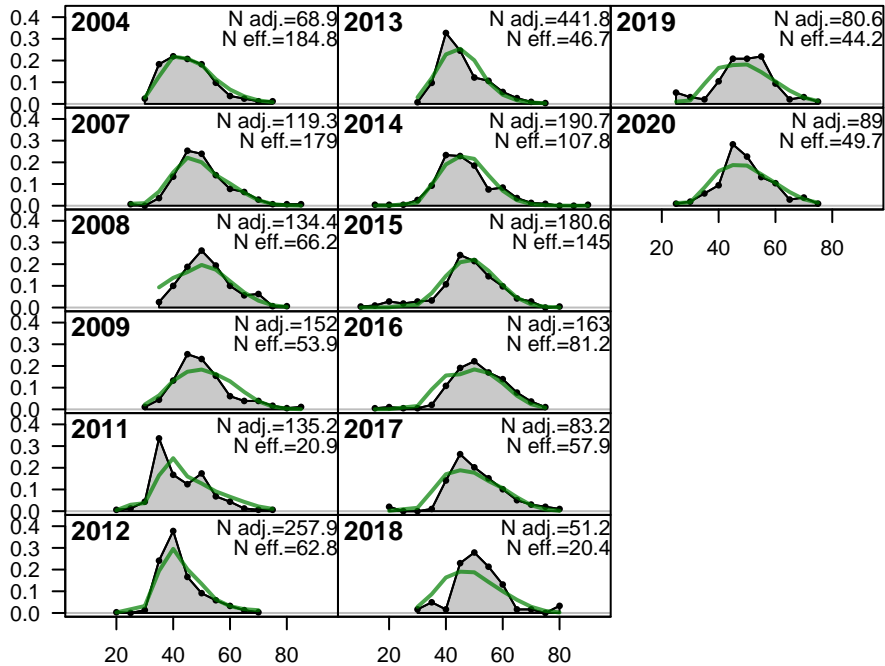 0.4 2004 N adj.=68.9 2013 N adj.=441.8 2019 N adj.=80.6
0.3 N eff.=184.8 N eff.=46.7 N eff.=44.2
0.2
0.1
0.0
0.4 2007 N adj.=119.3 2014 N adj.=190.7 2020 N adj.=89
0.3 N eff.=179 N eff.=107.8 N eff.=49.7
0.2
0.1
0.0
0.4 2008 N adj.=134.4 2015 N adj.=180.6
0.3 N eff.=66.2 N eff.=145 20 40 60 80
0.2
0.1
0.0
0.4 2009 N adj.=152 2016 N adj.=163
0.3 N eff.=53.9 N eff.=81.2
0.2
0.1
0.0
0.4 2011 N adj.=135.2 2017 N adj.=83.2
0.3 N eff.=20.9 N eff.=57.9
0.2
0.1
0.0
0.4 2012 N adj.=257.9 2018 N adj.=51.2
0.3 N eff.=62.8 N eff.=20.4
0.2
0.1
0.0
20 40 60 80 20 40 60 80